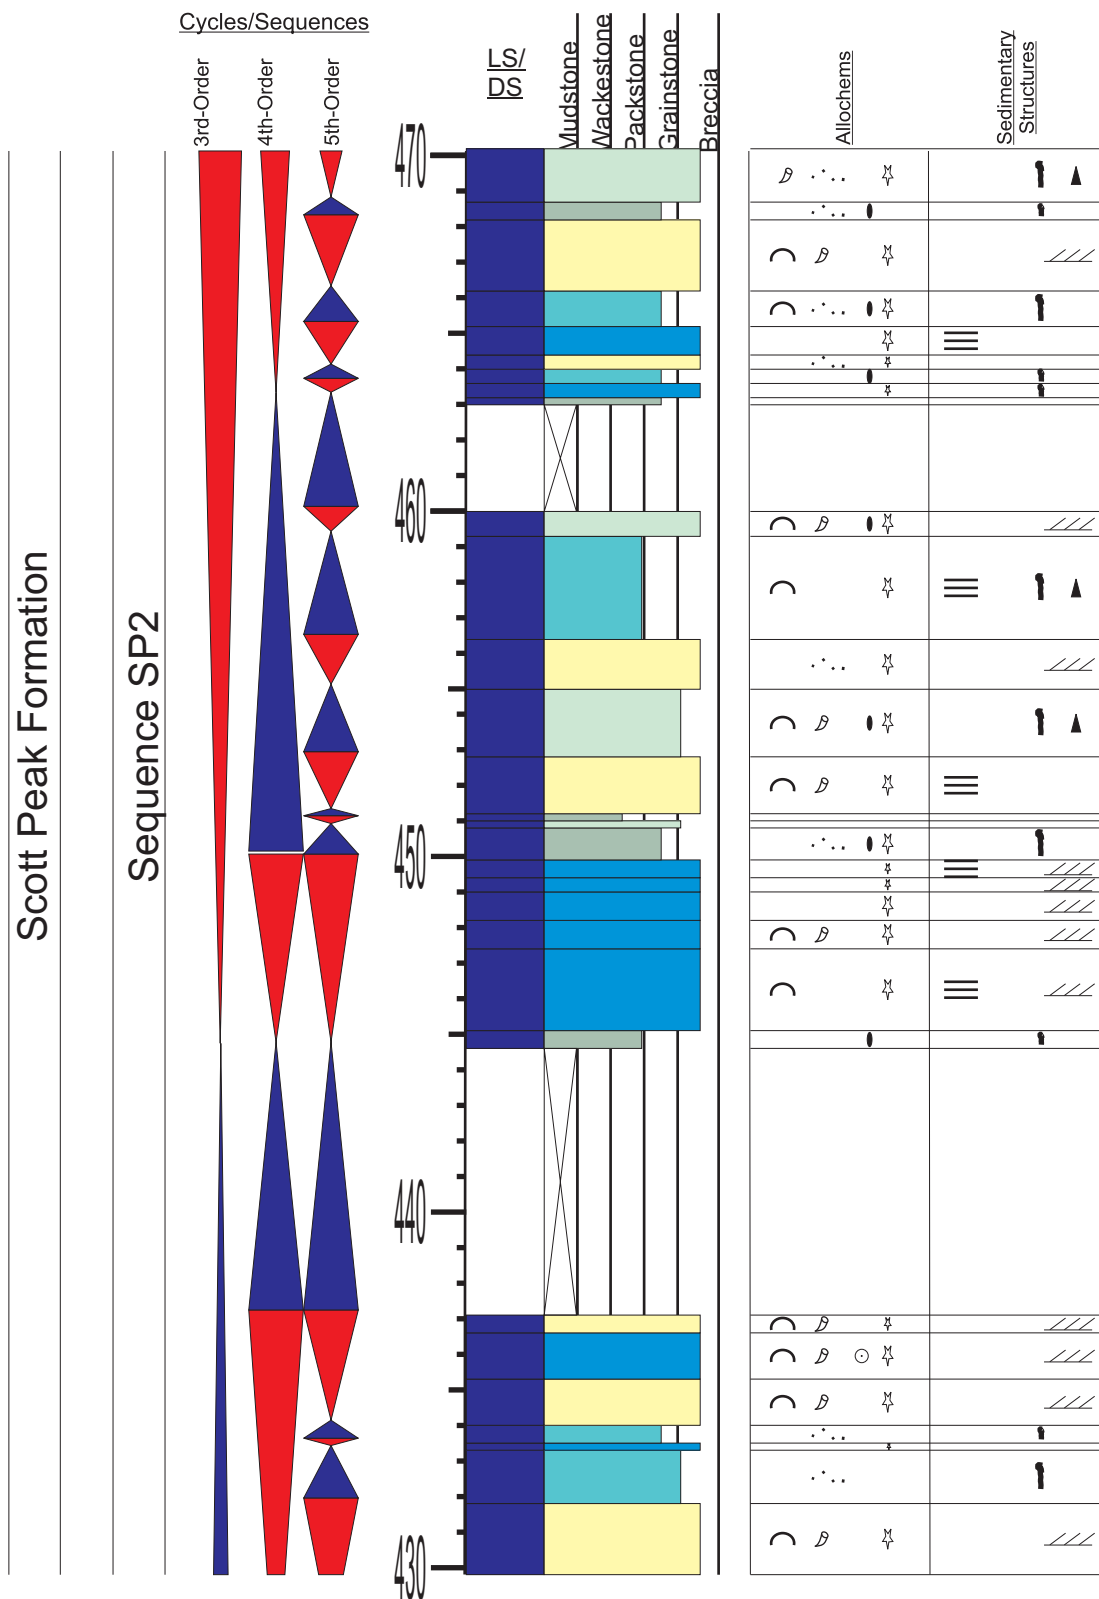 Cycles/Sequences
3rd-Order
4th-Order
5th-Order
LS/
DS
Mudstone
Wackestone
Packstone
Grainstone
Breccia
Allochems
Sedimentary
Structures
470
460
450
440
430
Scott Peak Formation
Sequence SP2